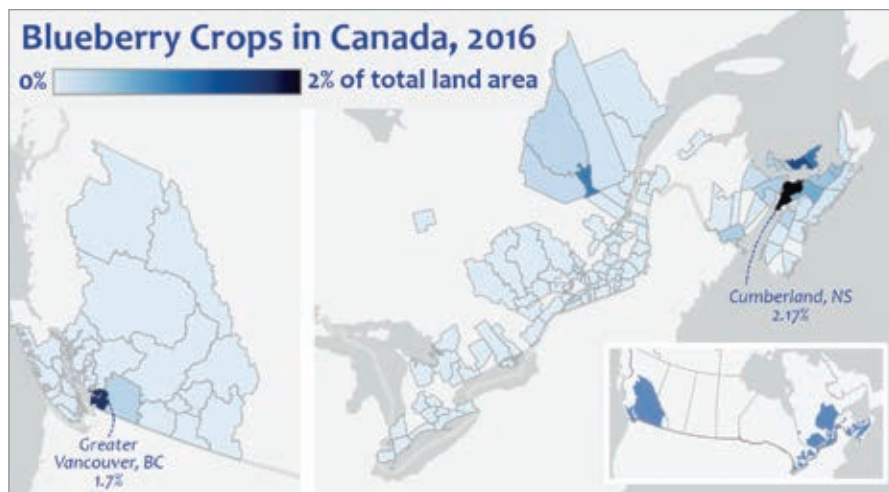 Blueberry Crops in Canada, 2016
0% 2% of total land area
Cumberland, NS
2.17%
Greater
Vancouver, BC
1.7%